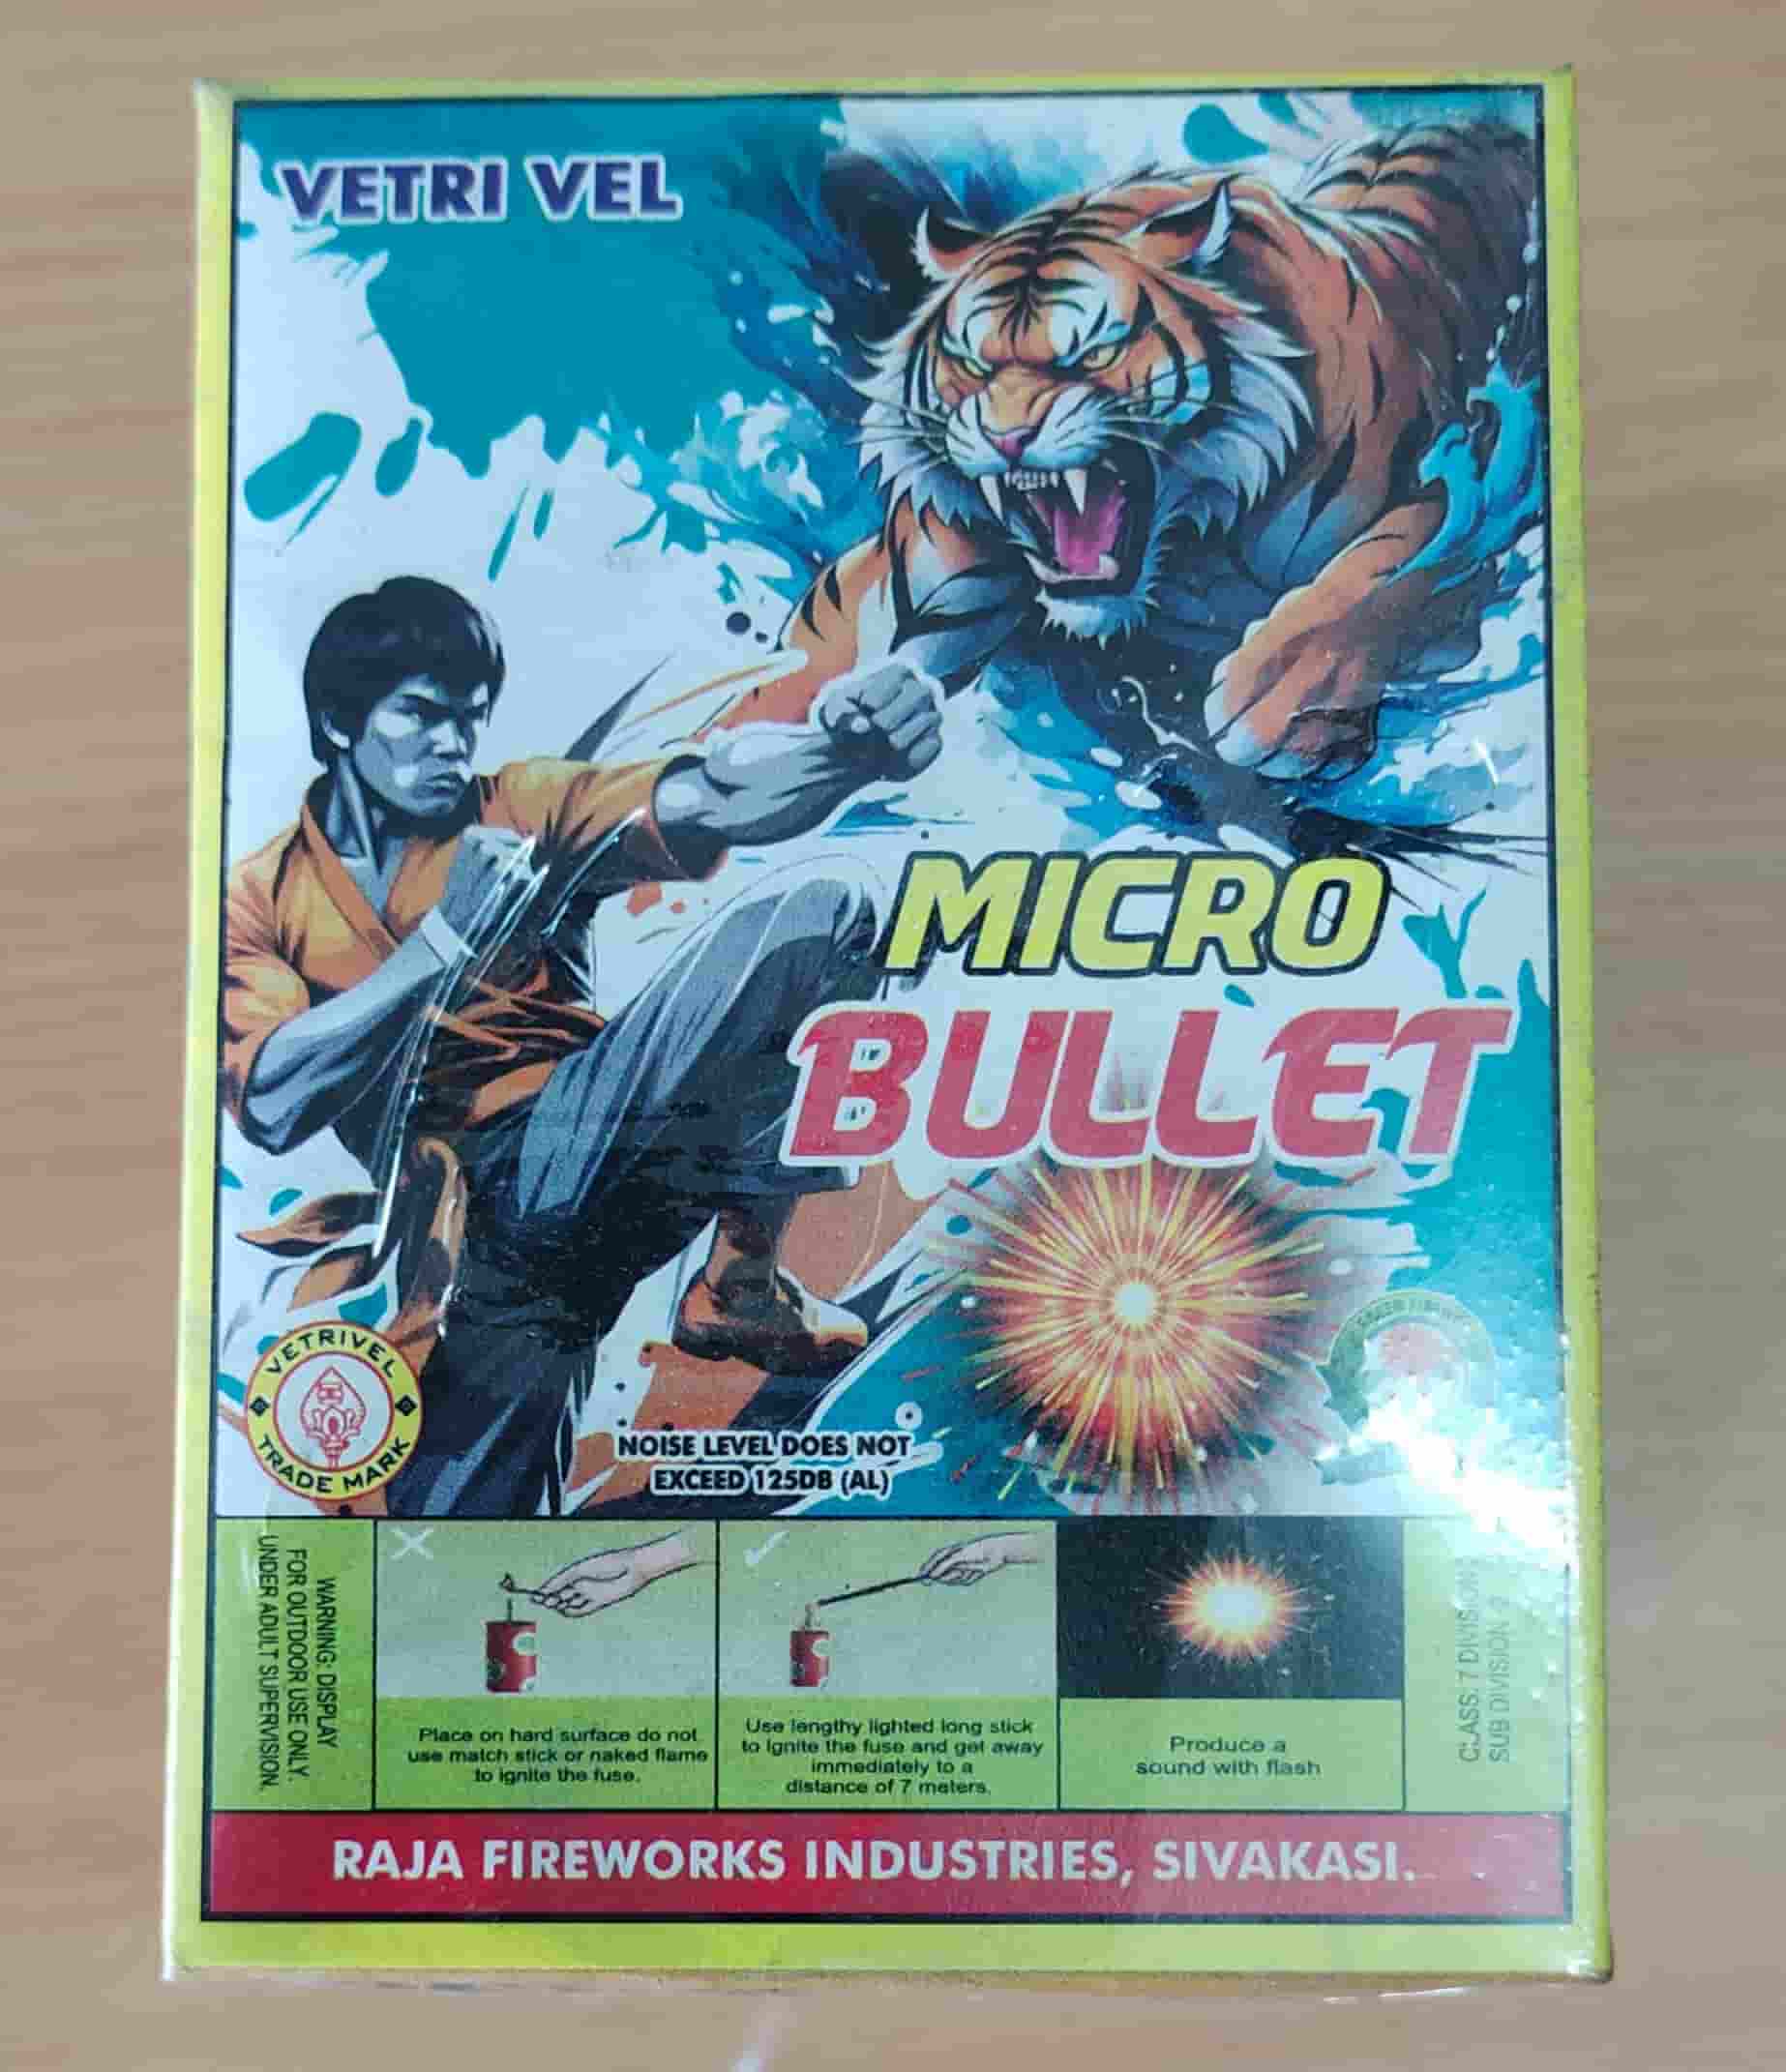 VETRI VEL
MICRO
BULLET
VETRIVEL
TRADE MARK
NOISE LEVEL DOES NOT
EXCEED 125DB (AL)
WARNING: DISPLAY
FOR OUTDOOR USE ONLY.
UNDER ADULT SUPERVISION.
Place on hard surface do not
use match stick or naked flame
to ignite the fuse.
Use lengthy lighted long stick
to Ignite the fuse and get away
immediately to a
distance of 7 meters.
Produce a
sound with flash
CLASS. 7 DIVISION
SUB DIVISION
RAJA FIREWORKS INDUSTRIES, SIVAKASI.